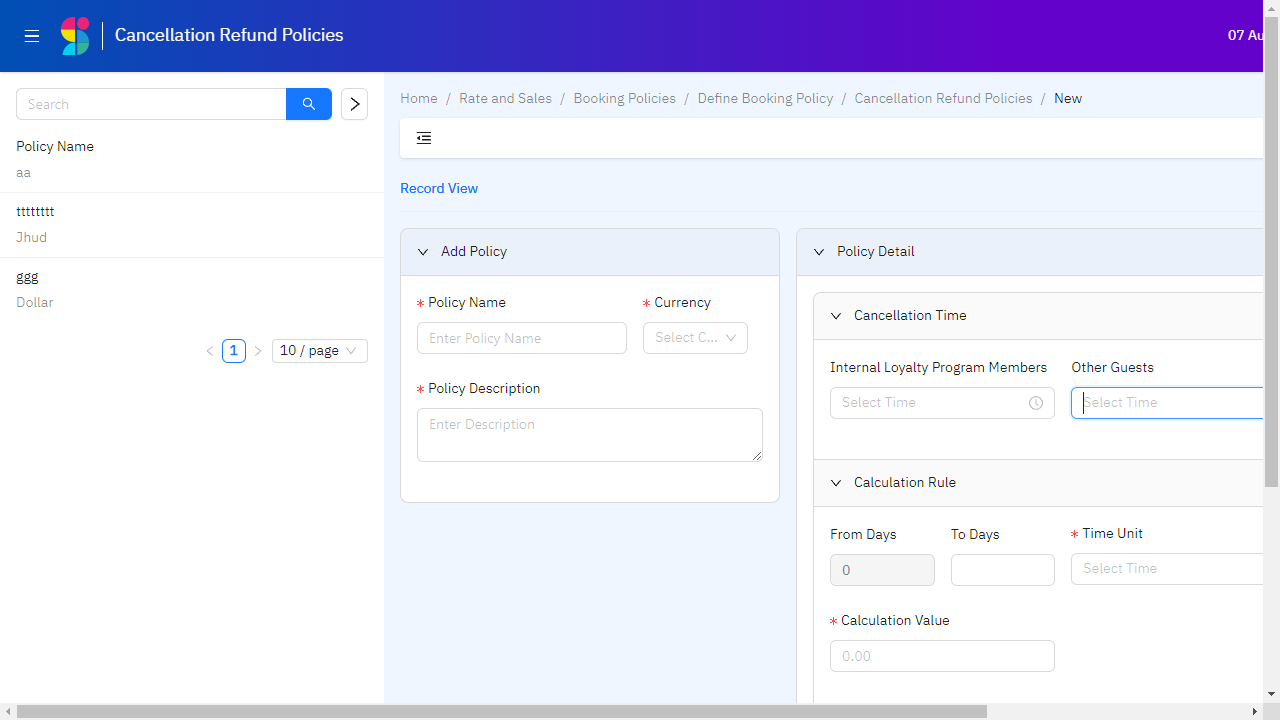 Cancellation Refund Policies
07 Au
Search
Policy Name
aa
tttttttt
Jhud
ggg
Dollar
1
10 / page
Home / Rate and Sales / Booking Policies / Define Booking Policy / Cancellation Refund Policies / New
Record View
Add Policy
* Policy Name
* Currency
Enter Policy Name
Select C...
* Policy Description
Enter Description
Policy Detail
Cancellation Time
Internal Loyalty Program Members
Other Guests
Select Time
Select Time
Calculation Rule
From Days
To Days
* Time Unit
0
Select Time
* Calculation Value
0.00